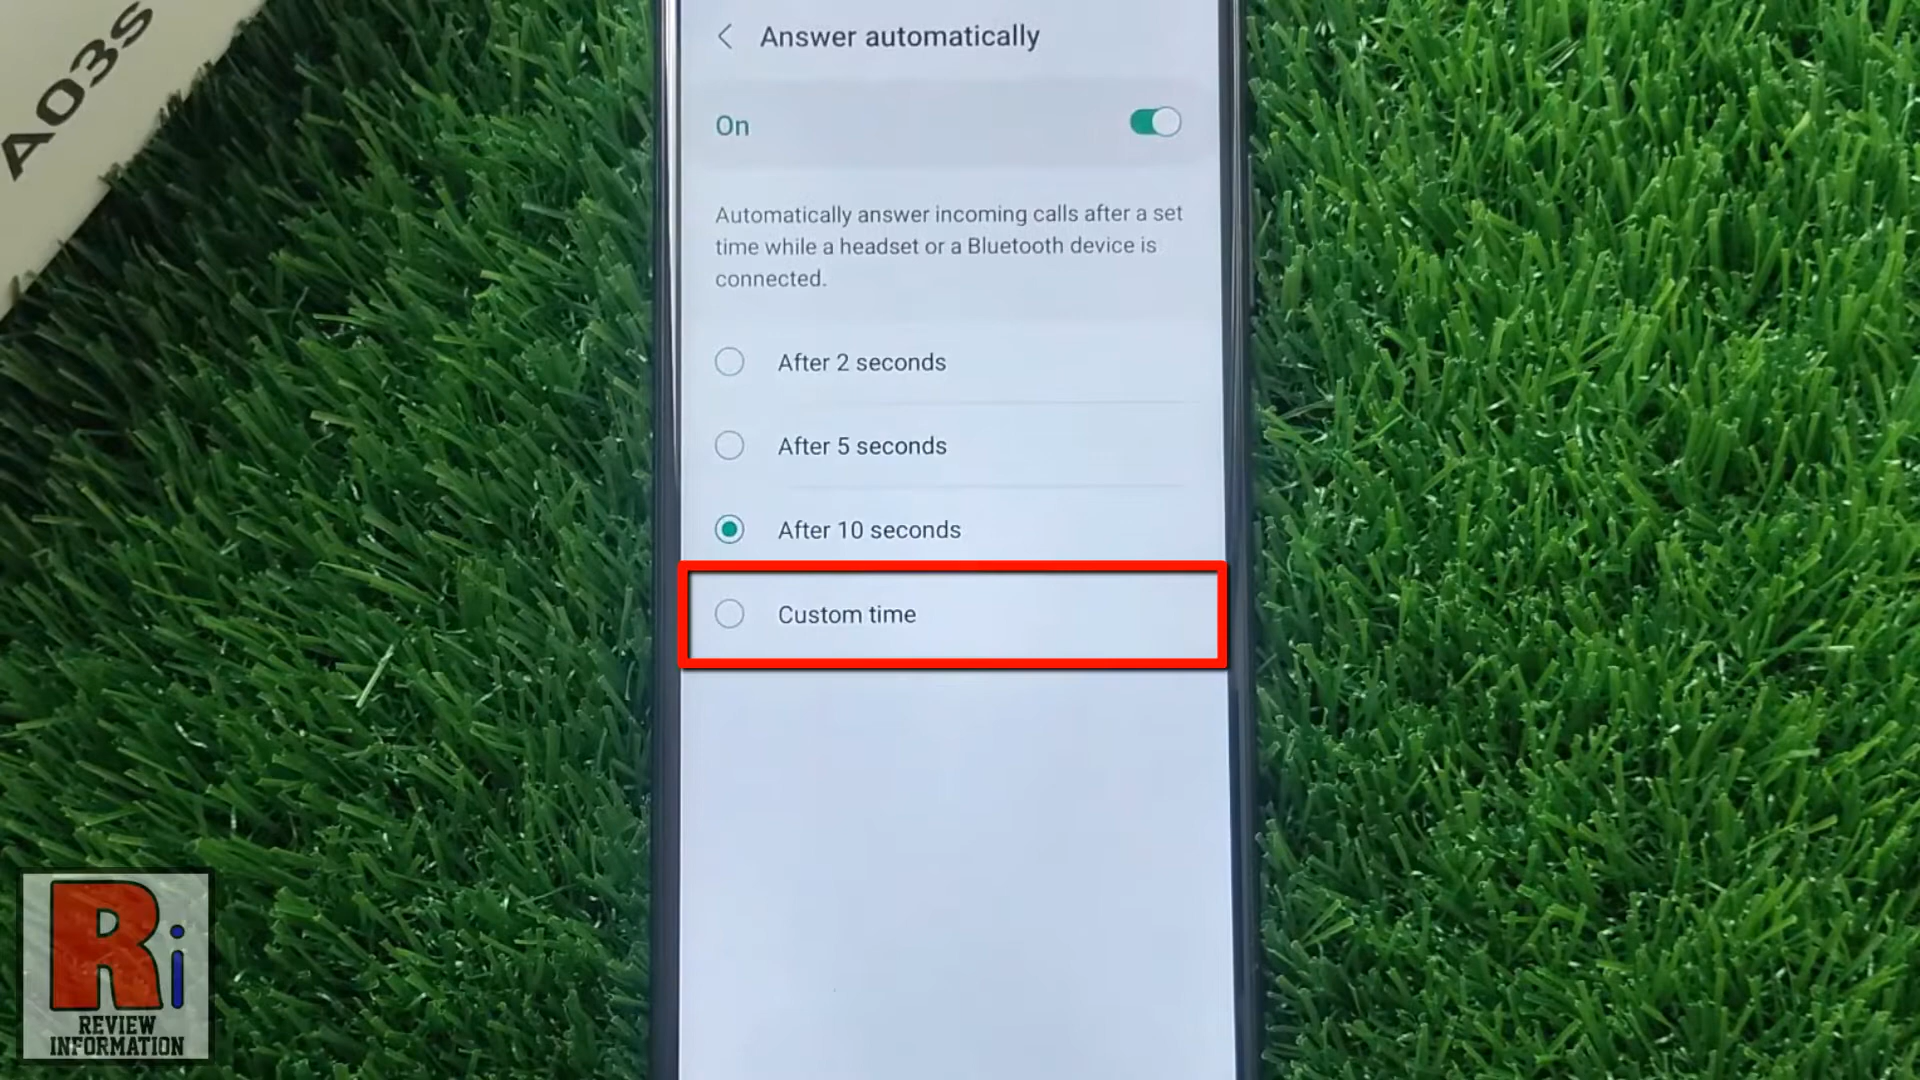 A03s
Answer automatically
On
Automatically answer incoming calls after a set
time while a headset or a Bluetooth device is
connected.
After 2 seconds
After 5 seconds
After 10 seconds
Custom time
Ri
REVIEW
INFORMATION